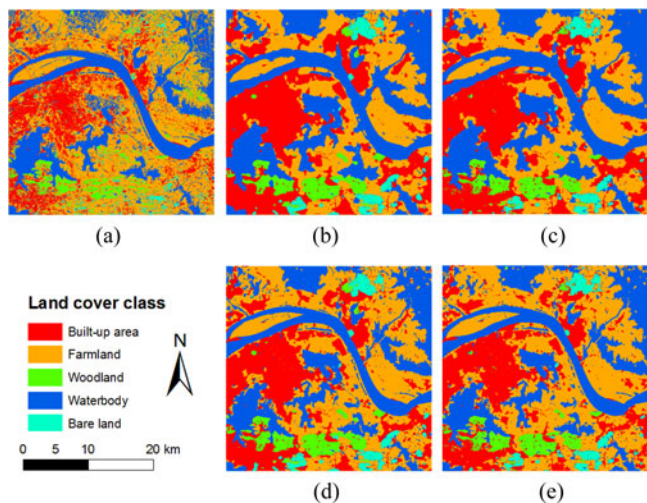 (a)
(b)
(c)
Land cover class
Built-up area
Farmland
Woodland
Waterbody
Bare land
N
0 5 10 20 km
(d)
(e)